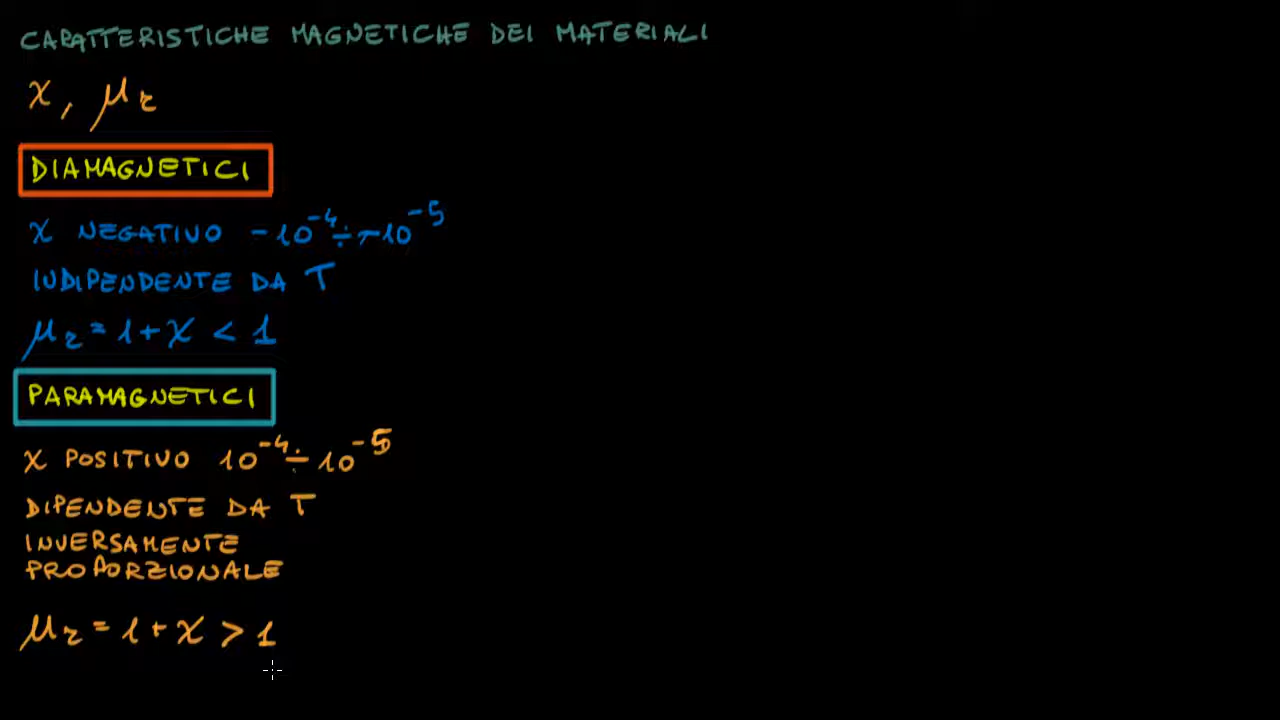 CARATTERISTICHE MAGNETICHE DEI MATERIALI
χ, μr
DIAMAGNETICI
χ NEGATIVO -10⁻⁴ ÷ -10⁻⁵
INDIPENDENTE DA T
μr = 1 + χ < 1
PARAMAGNETICI
χ POSITIVO 10⁻⁴ ÷ 10⁻⁵
DIPENDENTE DA T
INVERSAMENTE
PROPORZIONALE
μr = 1 + χ > 1